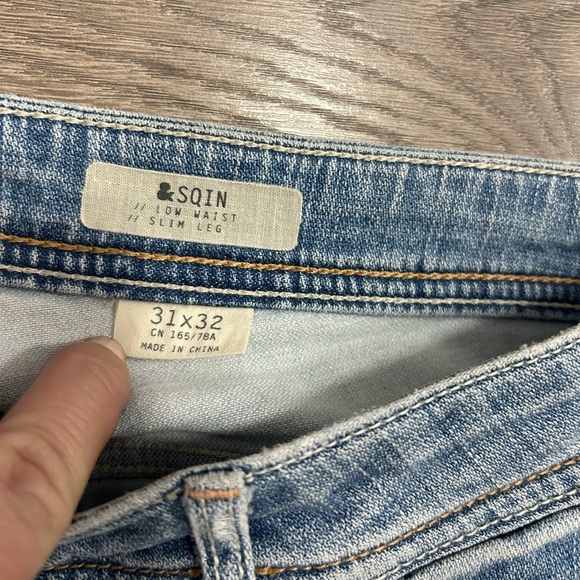 &SQIN
// LOW WAIST
// SLIM LEG
31x32
CN 165/78A
MADE IN CHINA